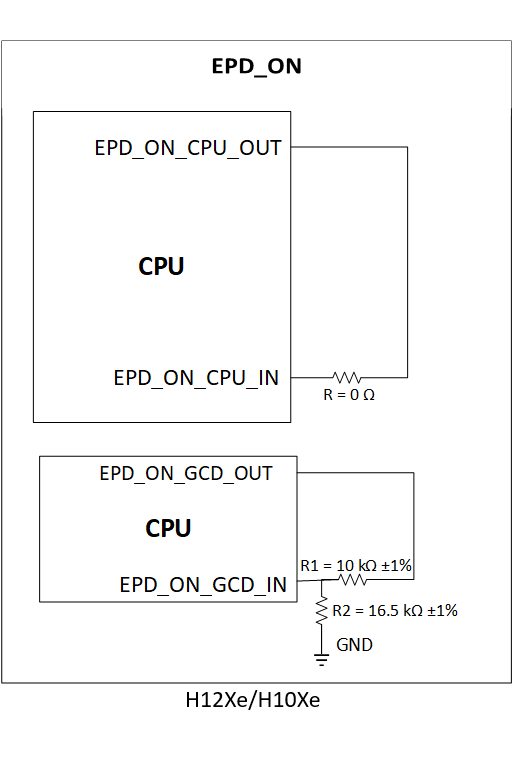 EPD_ON
EPD_ON_CPU_OUT
CPU
EPD_ON_CPU_IN
R = 0 Ω
EPD_ON_GCD_OUT
CPU
R1 = 10 kΩ ±1%
EPD_ON_GCD_IN
R2 = 16.5 kΩ ±1%
GND
H12Xe/H10Xe